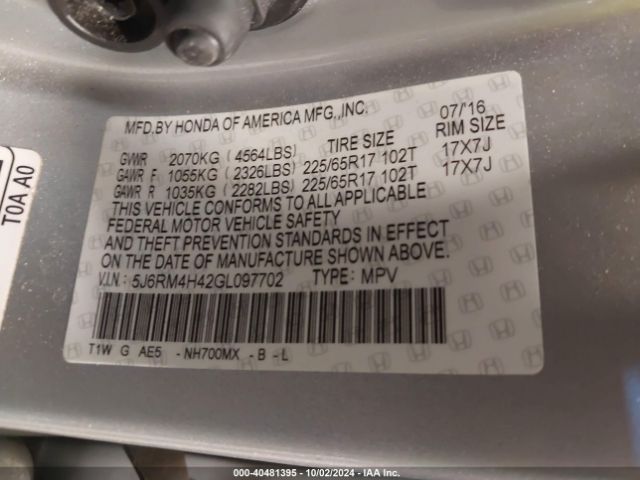 MFD.BY HONDA OF AMERICA MFG.,INC. 07/'16
GVWR 2070KG (4564LBS) TIRE SIZE RIM SIZE
GAWR F 1055KG (2326LBS) 225/65R17 102T 17X7J
GAWR R 1035KG (2282LBS) 225/65R17 102T 17X7J
THIS VEHICLE CONFORMS TO ALL APPLICABLE
FEDERAL MOTOR VEHICLE SAFETY
AND THEFT PREVENTION STANDARDS IN EFFECT
ON THE DATE OF MANUFACTURE SHOWN ABOVE.
V.I.N.: 5J6RM4H42GL097702 TYPE: MPV
T1W G AE5 -NH700MX -B-L
T0A A0
000-40481395 - 10/02/2024 - IAA Inc.